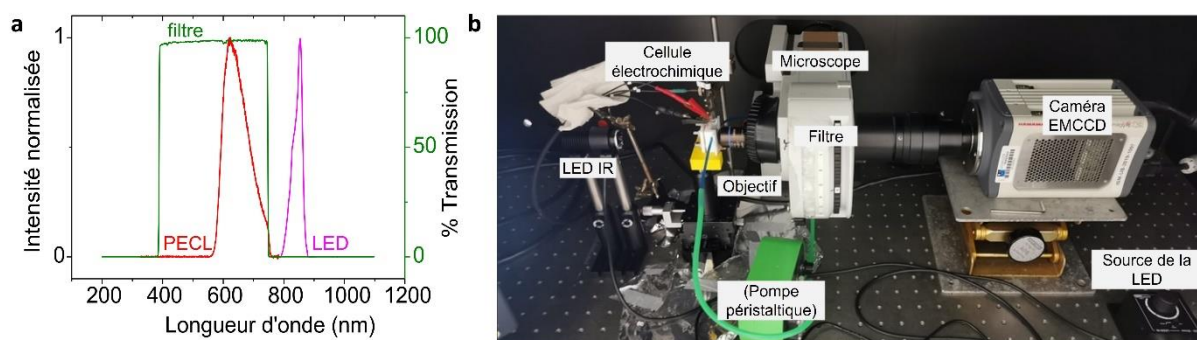 a
filtre
1
100
Intensité normalisée
% Transmission
50
0
PECL
LED
0
200 400 600 800 1000 1200
Longueur d'onde (nm)
b
Cellule
électrochimique
Microscope
Caméra
EMCCD
LED IR
Filtre
Objectif
(Pompe
péristaltique)
Source de la
LED